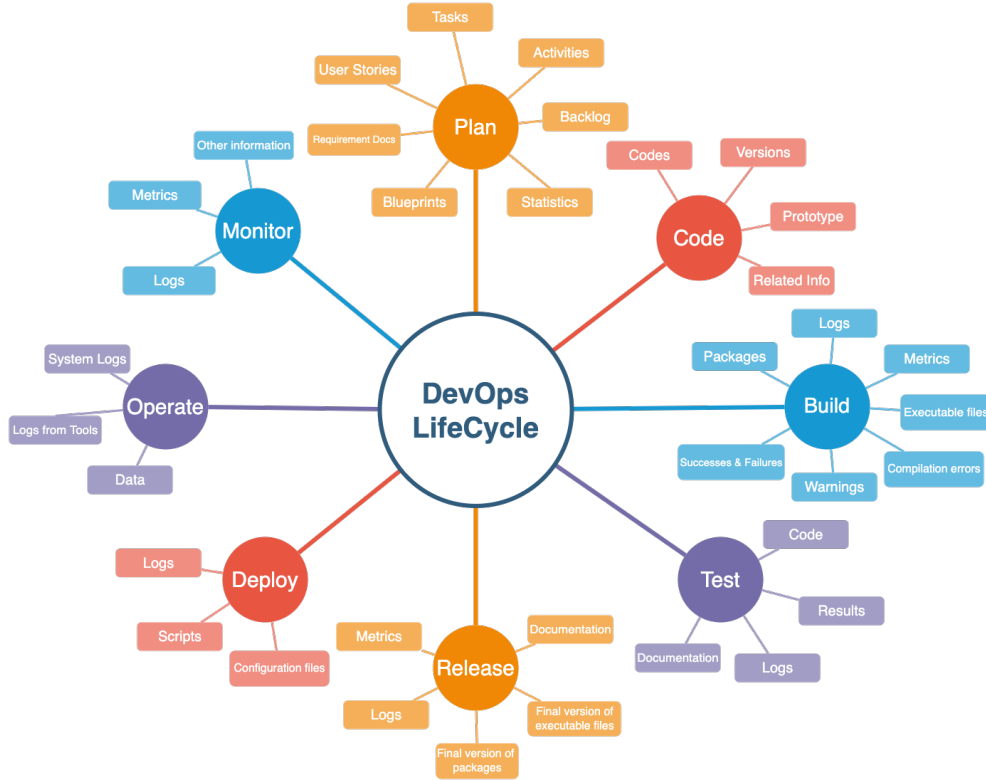 Tasks
Activities
User Stories
Plan
Backlog
Requirement Docs
Blueprints
Statistics
Codes
Versions
Prototype
Code
Related Info
Logs
Packages
Metrics
Build
Executable files
Successes & Failures
Compilation errors
Warnings
Code
Test
Results
Documentation
Logs
Documentation
Metrics
Release
Logs
Final version of
executable files
Final version of
packages
Logs
Deploy
Scripts
Configuration files
System Logs
Operate
Logs from Tools
Data
Other information
Metrics
Monitor
Logs
DevOps
LifeCycle